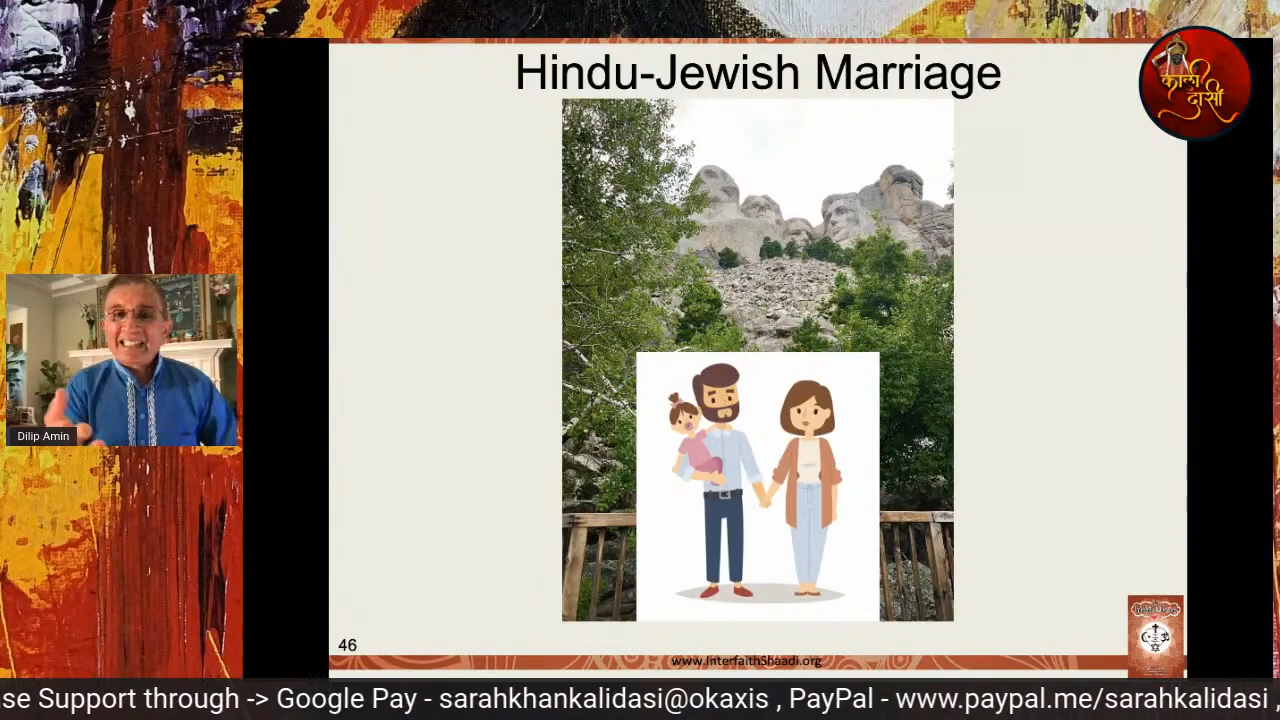 Hindu-Jewish Marriage
काली
दासी
Dilip Amin
46
www.InterfaithShaadi.org
se Support through -> Google Pay - sarahkhankalidasi@okaxis , PayPal - www.paypal.me/sarahkalidasi ,